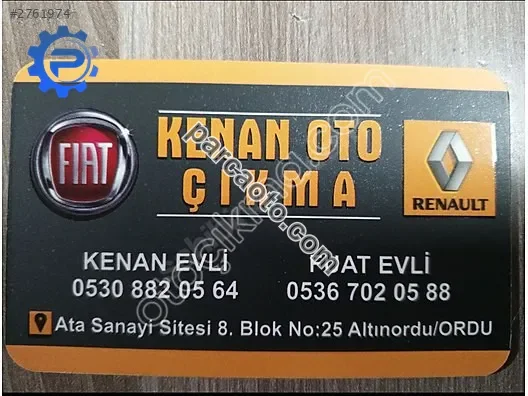 #2761974
KENAN OTO
ÇIKMA
FIAT
RENAULT
parcaoto.com
KENAN EVLİ
EVLİ
0530 882 05 64
0536 702 05 88
Ata Sanayi Sitesi 8. Blok No:25 Altınordu/ORDU